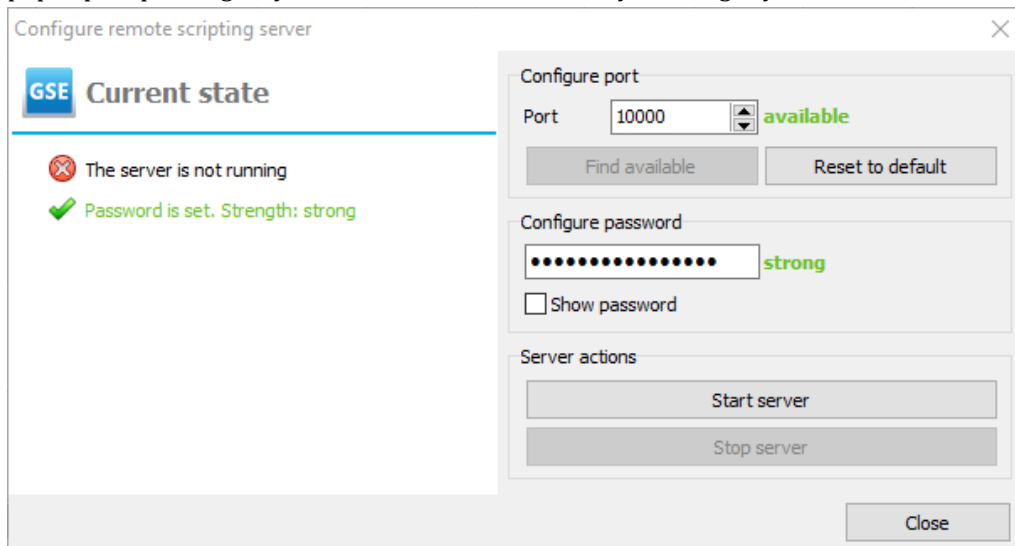 Configure remote scripting server
GSE Current state
The server is not running
Password is set. Strength: strong
Configure port
Port 10000 available
Find available Reset to default
Configure password
•••••••••••••••• strong
Show password
Server actions
Start server
Stop server
Close